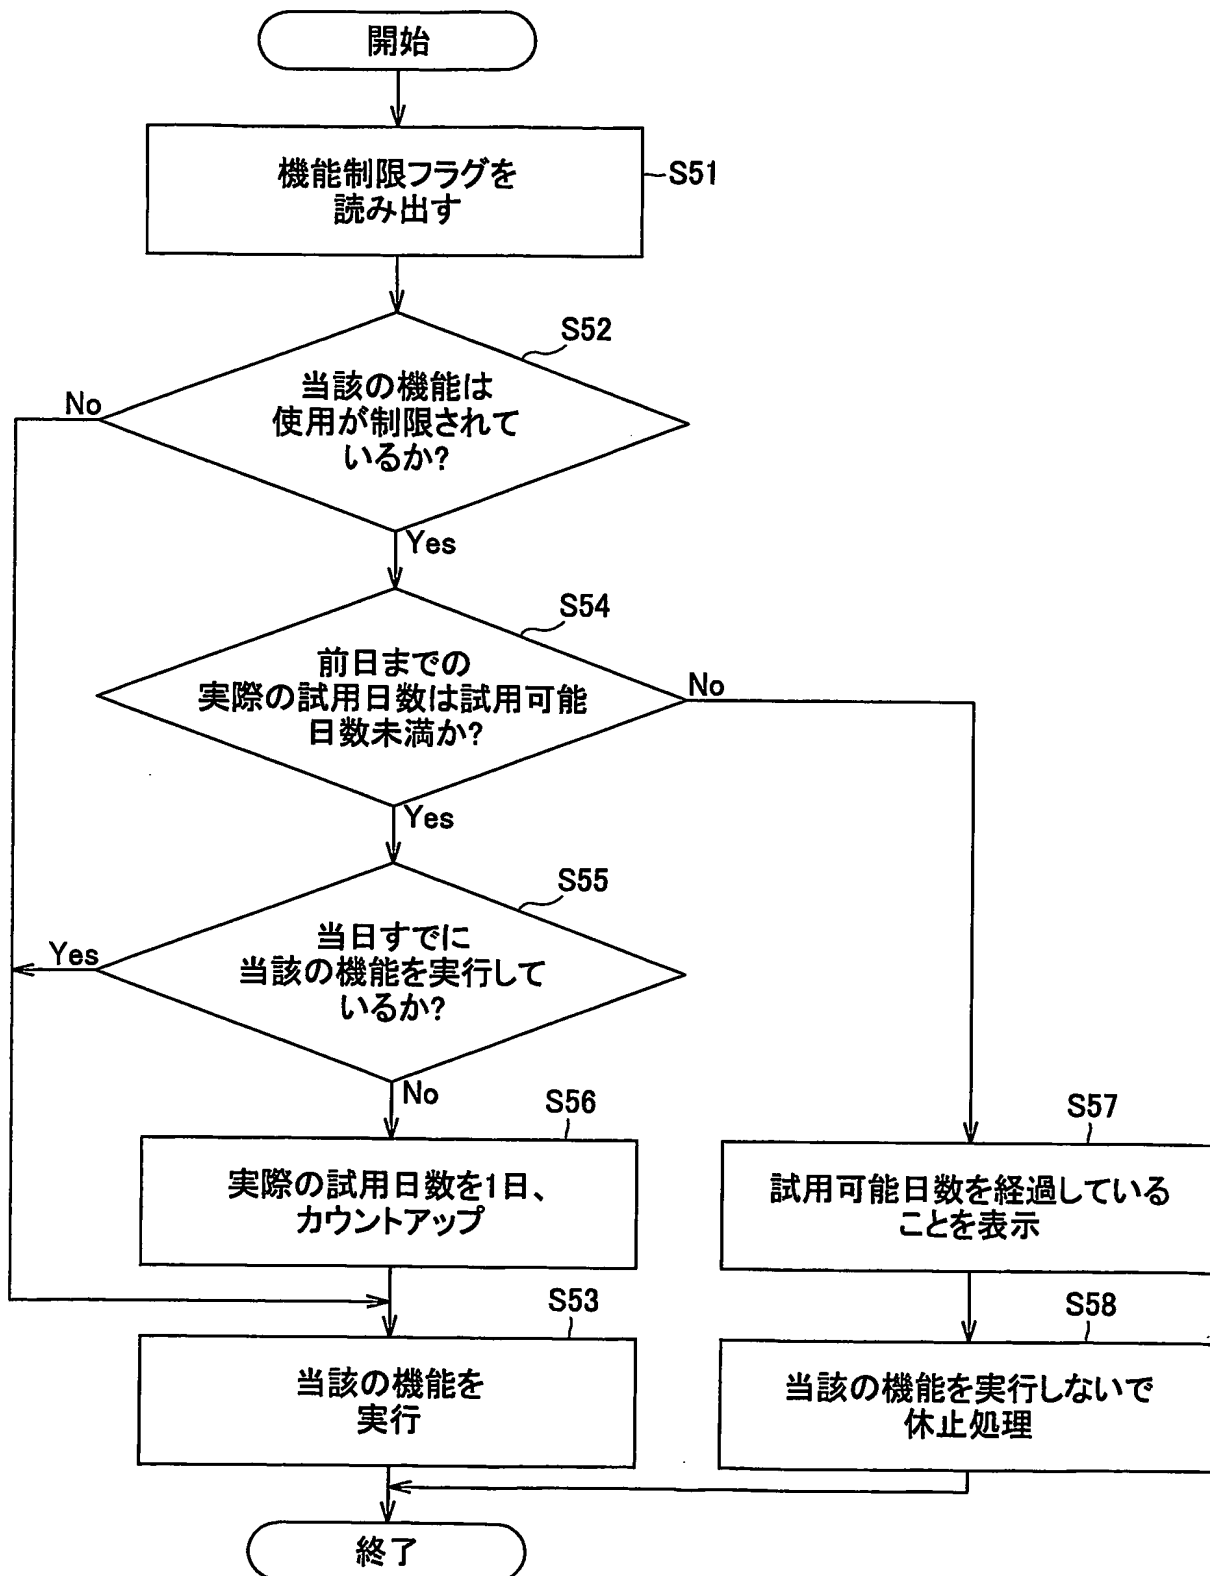 開始
機能制限フラグを
読み出す
S51
S52
当該の機能は
使用が制限されて
いるか?
No
Yes
S54
前日までの
実際の試用日数は試用可能
日数未満か?
No
Yes
S55
当日すでに
当該の機能を実行して
いるか?
Yes
No
S56
実際の試用日数を1日、
カウントアップ
S57
試用可能日数を経過している
ことを表示
S53
当該の機能を
実行
S58
当該の機能を実行しないで
休止処理
終了